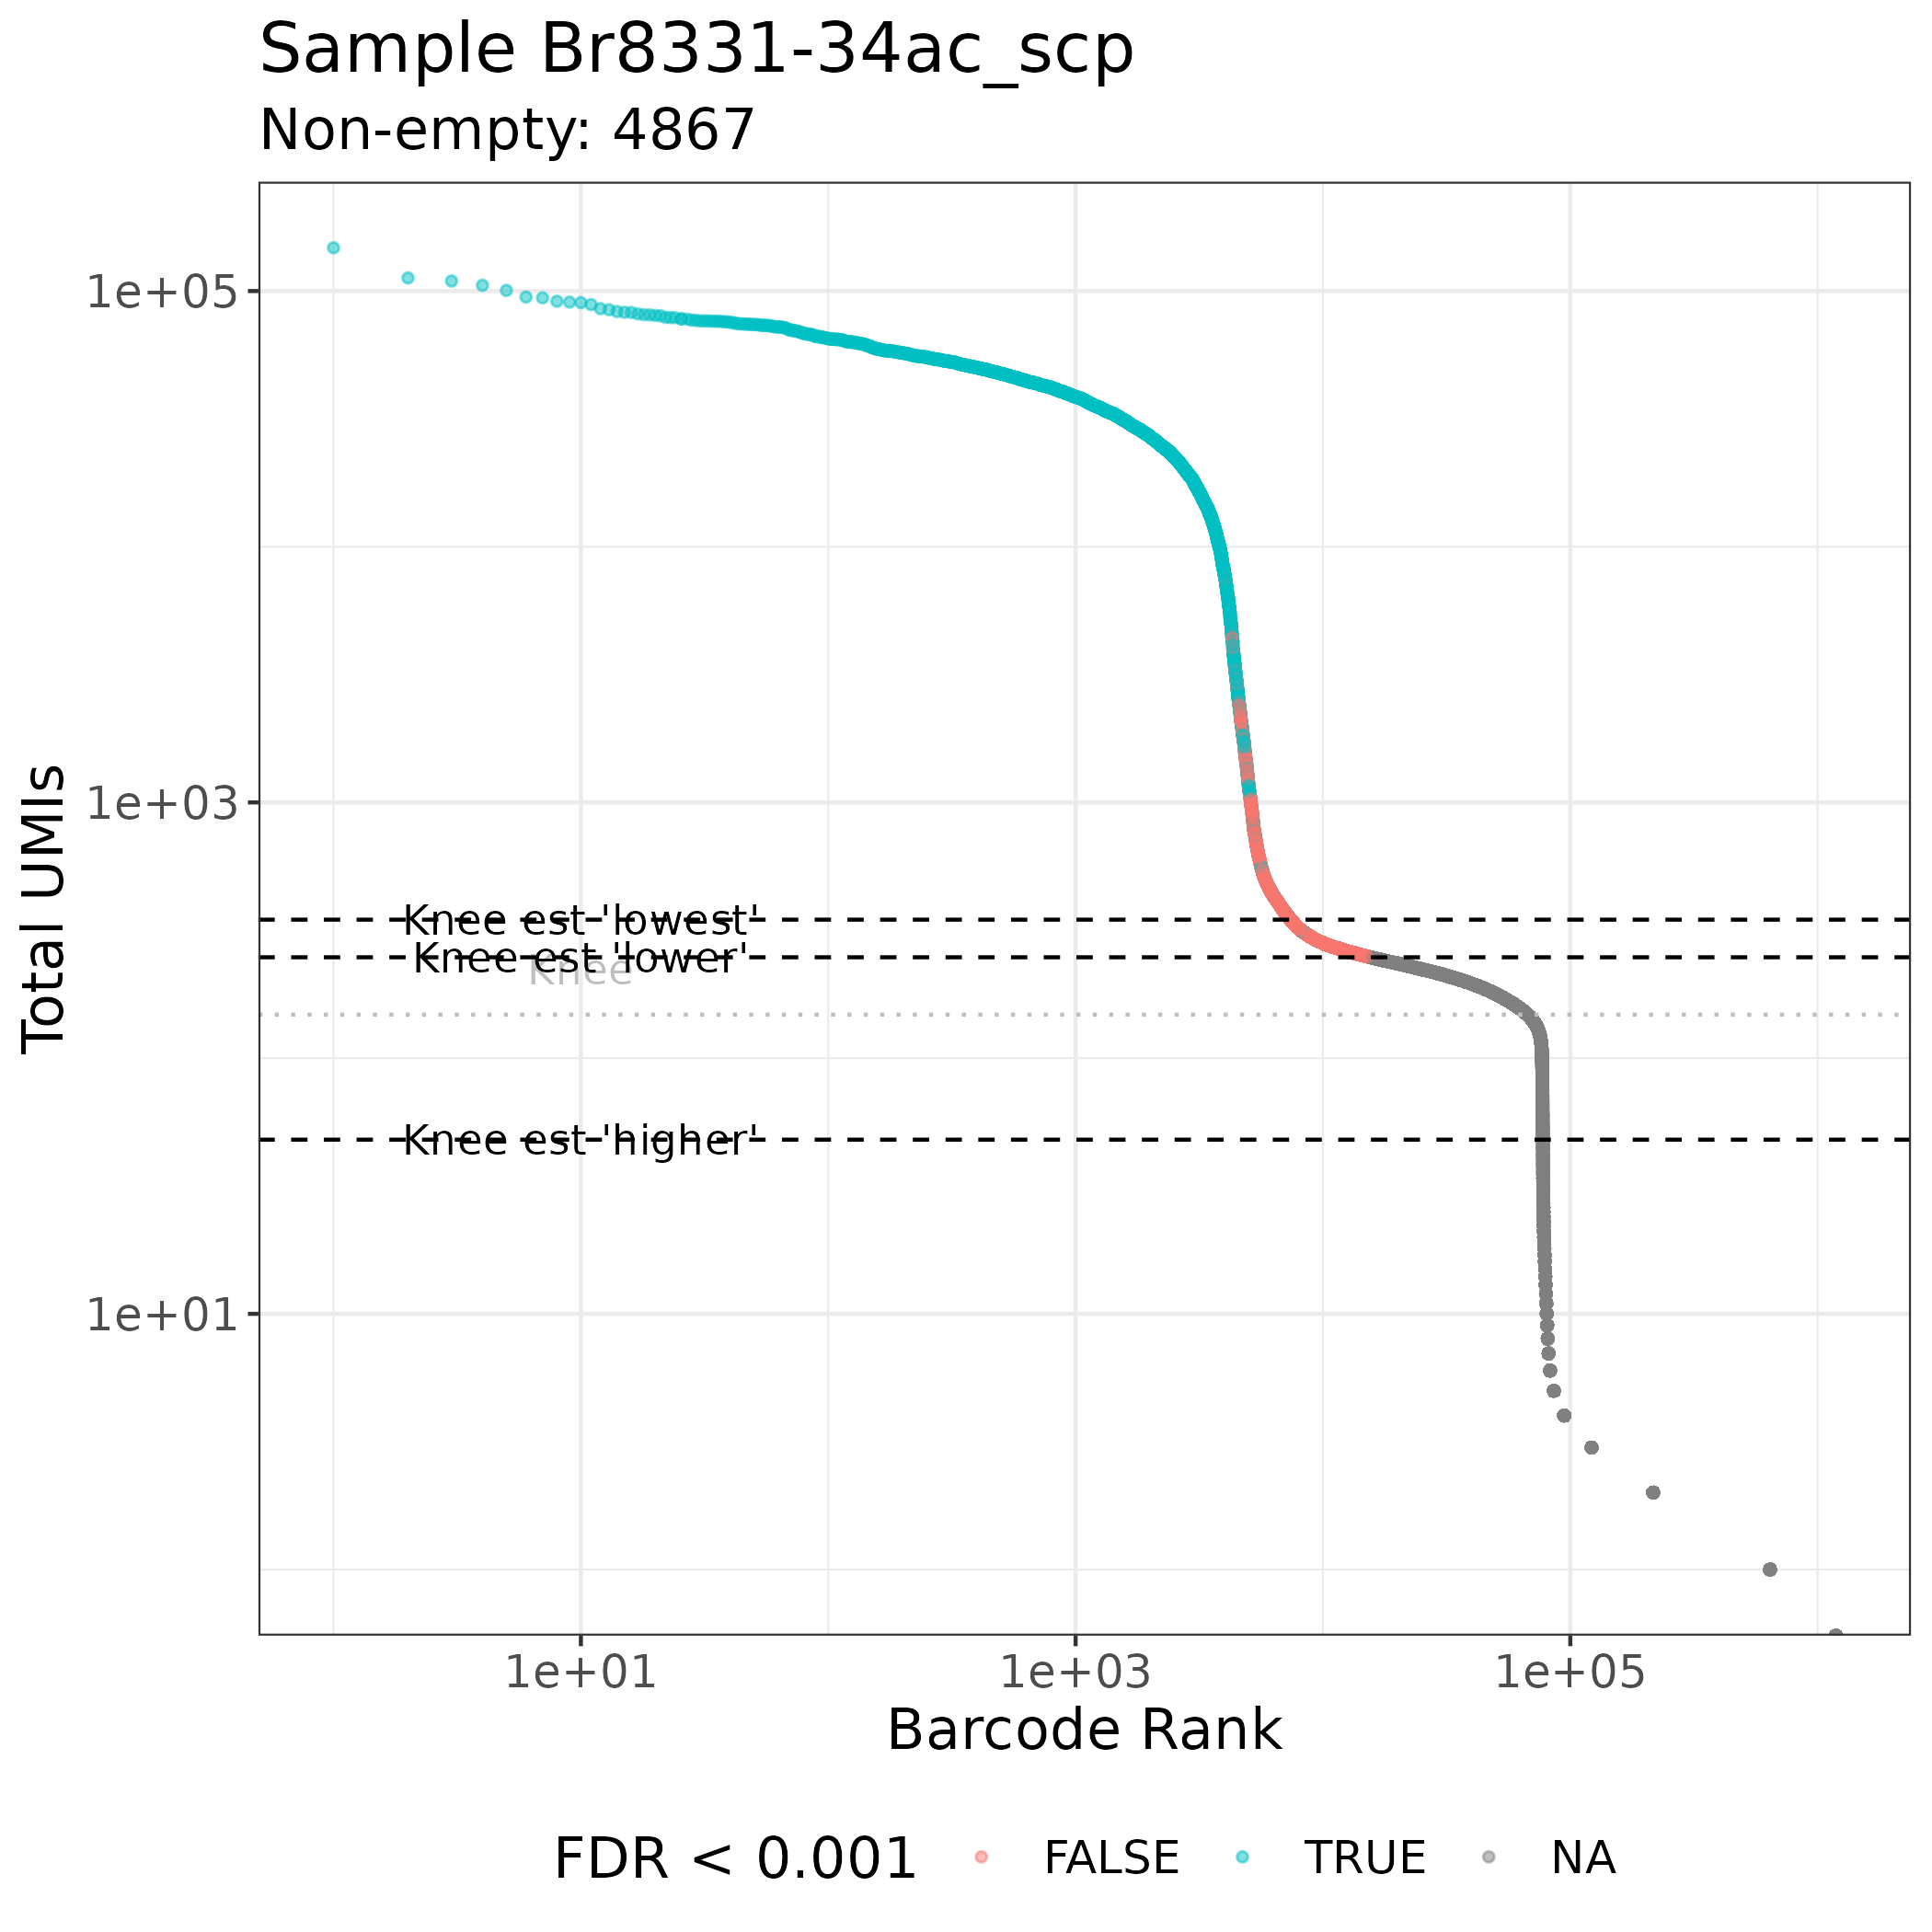 Sample Br8331-34ac_scp
Non-empty: 4867
Total UMIs
1e+05
1e+03
1e+01
Knee est 'lowest'
Knee est 'lower'
Knee
Knee est 'higher'
1e+01
1e+03
1e+05
Barcode Rank
FDR < 0.001
FALSE
TRUE
NA